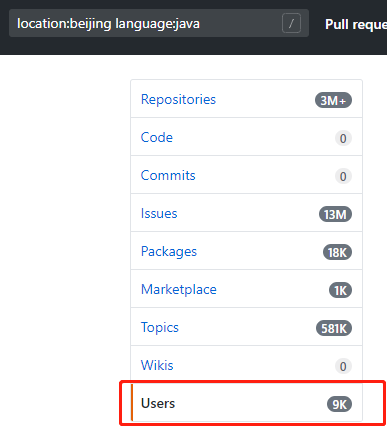 location:beijing language:java / Pull reque
Repositories 3M+
Code 0
Commits 0
Issues 13M
Packages 18K
Marketplace 1K
Topics 581K
Wikis 0
Users 9K